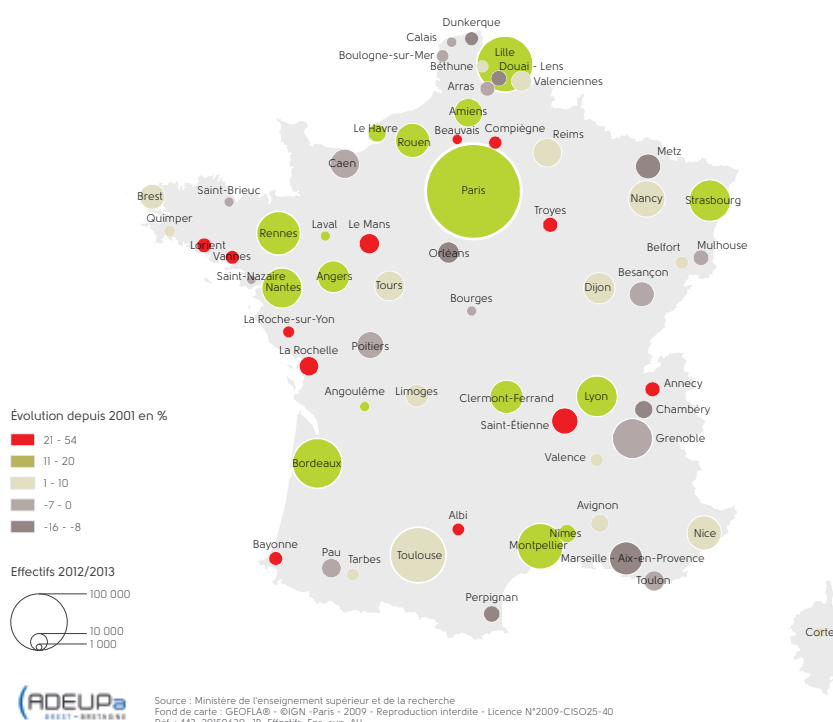 Dunkerque
Calais
Boulogne-sur-Mer
Lille
Béthune
Douai - Lens
Valenciennes
Arras
Amiens
Le Havre
Rouen
Beauvais
Compiègne
Reims
Caen
Metz
Paris
Nancy
Strasbourg
Brest
Saint-Brieuc
Quimper
Rennes
Laval
Le Mans
Troyes
Lorient
Vannes
Orléans
Belfort
Mulhouse
Saint-Nazaire
Nantes
Angers
Tours
Dijon
Besançon
Bourges
La Roche-sur-Yon
La Rochelle
Poitiers
Angoulême
Limoges
Clermont-Ferrand
Lyon
Annecy
Chambéry
Saint-Étienne
Grenoble
Valence
Bordeaux
Avignon
Albi
Nîmes
Nice
Montpellier
Toulouse
Marseille - Aix-en-Provence
Bayonne
Pau
Tarbes
Toulon
Perpignan
Corte
Évolution depuis 2001 en %
21 - 54
11 - 20
1 - 10
-7 - 0
-16 - -8
Effectifs 2012/2013
100 000
10 000
1 000
ADEUPa
BREST - BRETAGNE
Source : Ministère de l'enseignement supérieur et de la recherche
Fond de carte : GEOFLA® - ©IGN -Paris - 2009 - Reproduction interdite - Licence N°2009-CISO25-40